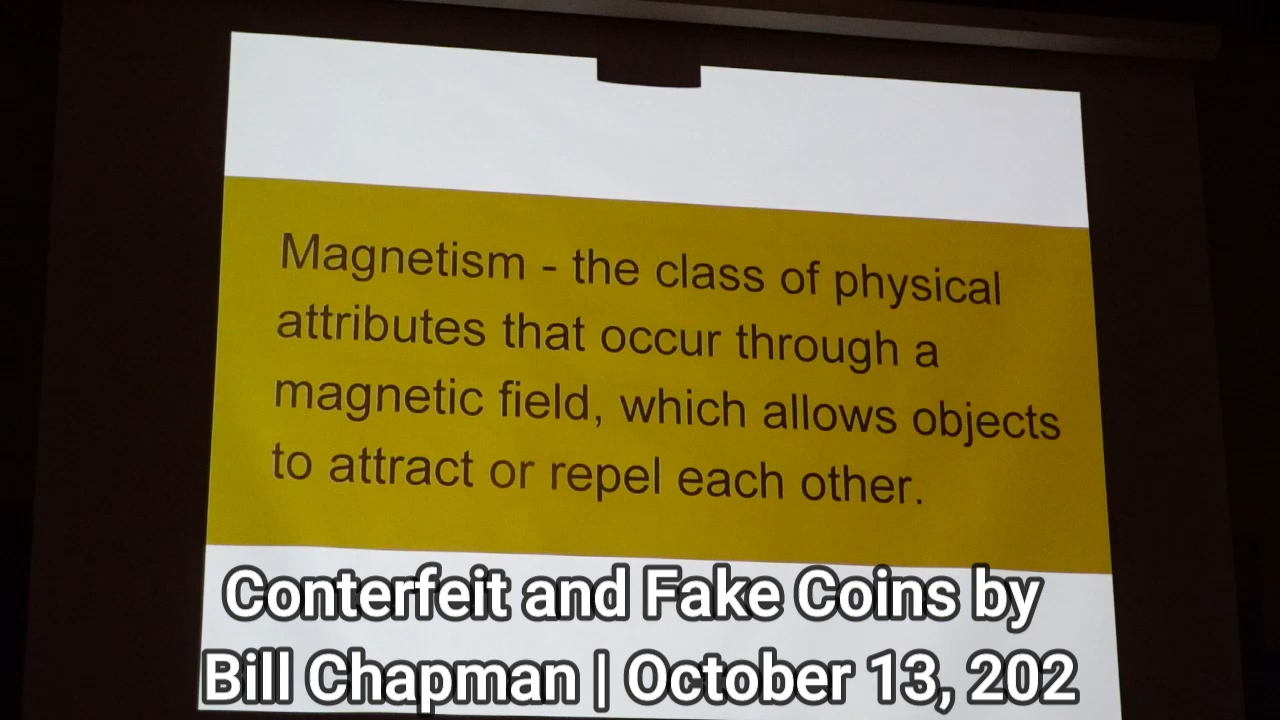 Magnetism - the class of physical
attributes that occur through a
magnetic field, which allows objects
to attract or repel each other.
Conterfeit and Fake Coins by
Bill Chapman | October 13, 202